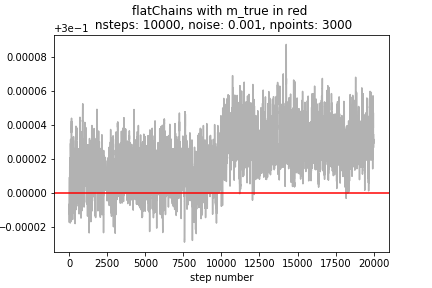 flatChains with m_true in red
nsteps: 10000, noise: 0.001, npoints: 3000
+3e−1
0.00008
0.00006
0.00004
0.00002
0.00000
−0.00002
0 2500 5000 7500 10000 12500 15000 17500 20000
step number